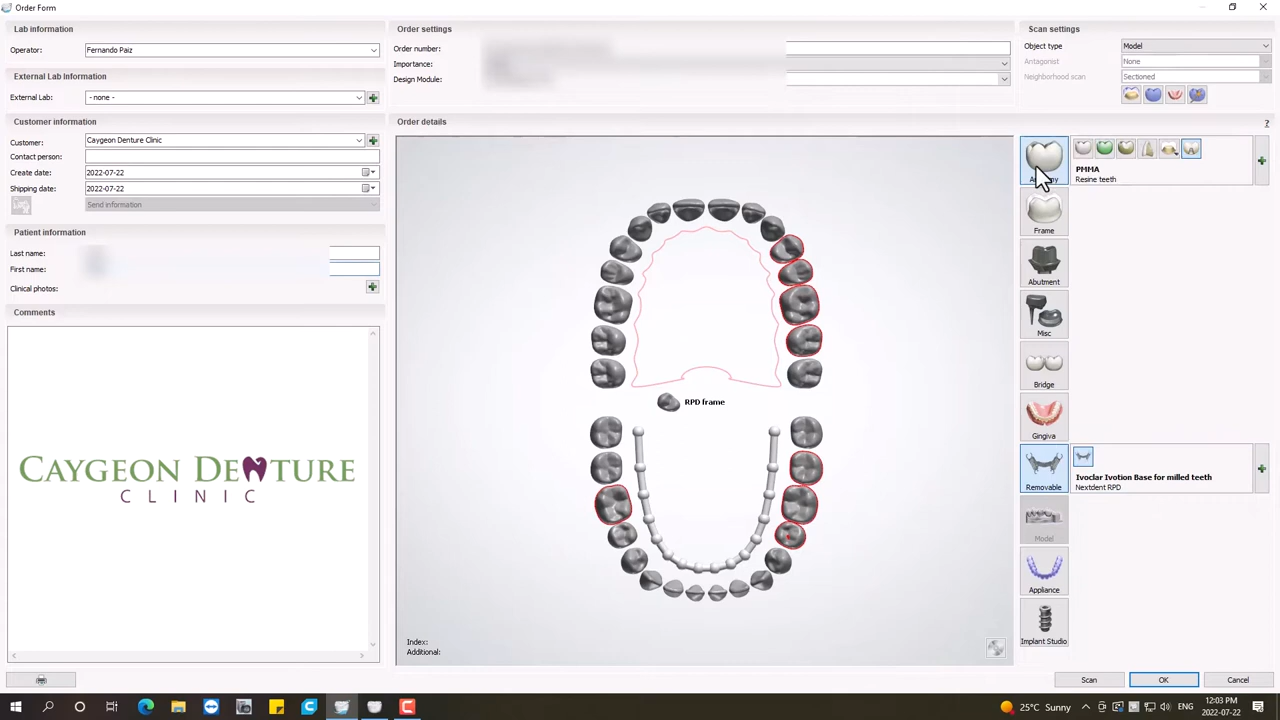 Order Form
Lab information
Operator:
Fernando Paiz
External Lab Information
External Lab:
- none -
Customer information
Customer:
Caygeon Denture Clinic
Contact person:
Create date:
2022-07-22
Shipping date:
2022-07-22
Send information
Patient information
Last name:
First name:
Clinical photos:
Comments
CAYGEON DENTURE
CLINIC
Order settings
Order number:
Importance:
Design Module:
Order details
?
RPD frame
Index:
Additional:
Scan settings
Object type
Model
Antagonist
None
Neighborhood scan
Sectioned
PMMA
Resine teeth
Frame
Abutment
Misc
Bridge
Gingiva
Removable
Ivoclar Ivotion Base for milled teeth
Nextdent RPD
Model
Appliance
Implant Studio
Scan
OK
Cancel
25°C Sunny
ENG
12:03 PM
2022-07-22